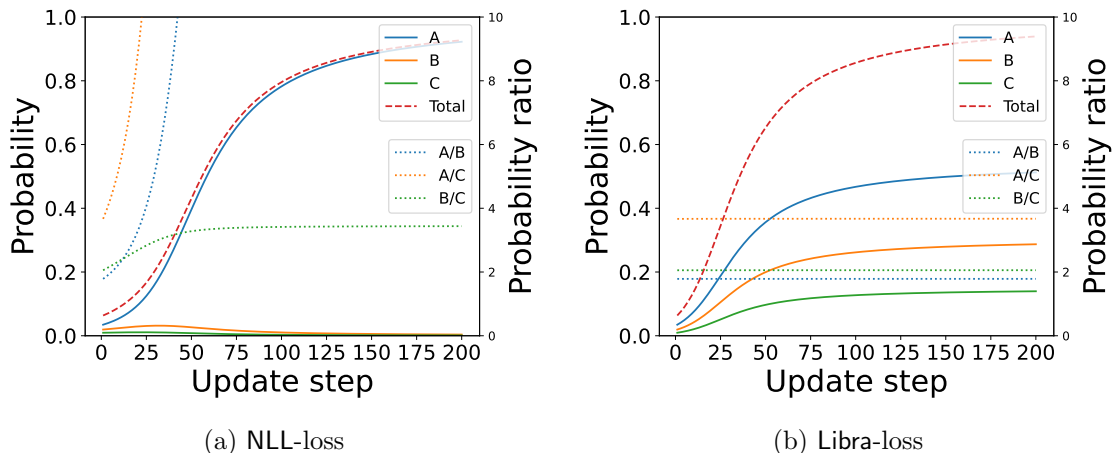 1.0
0.8
0.6
0.4
0.2
0.0
Probability
0 25 50 75 100 125 150 175 200
Update step
10
8
6
4
2
0
Probability ratio
A
B
C
Total
A/B
A/C
B/C
(a) NLL-loss
1.0
0.8
0.6
0.4
0.2
0.0
Probability
0 25 50 75 100 125 150 175 200
Update step
10
8
6
4
2
0
Probability ratio
A
B
C
Total
A/B
A/C
B/C
(b) Libra-loss